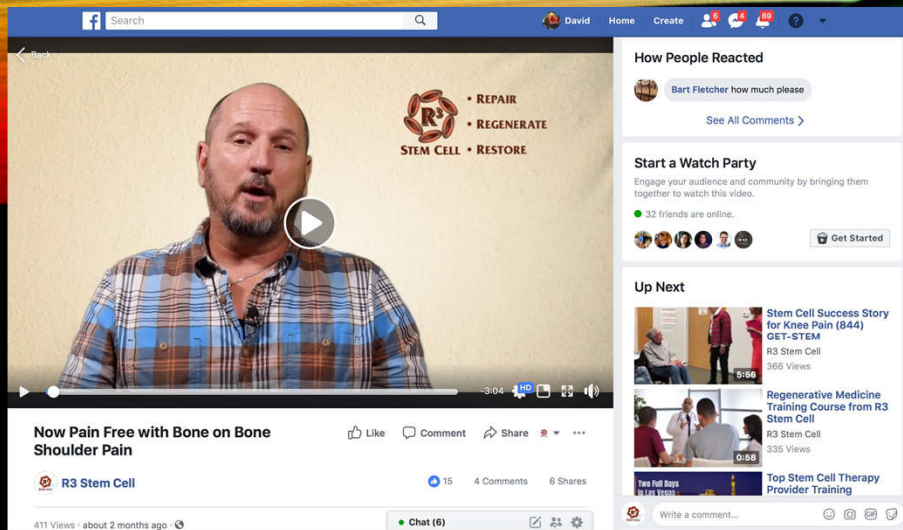 Search
David
Home
Create
6
4
89
?
Back
R3
STEM CELL
• REPAIR
• REGENERATE
• RESTORE
-3:04
HD
Now Pain Free with Bone on Bone
Shoulder Pain
Like
Comment
Share
R3 Stem Cell
15
4 Comments
6 Shares
411 Views · about 2 months ago ·
Chat (6)
How People Reacted
Bart Fletcher how much please
See All Comments
Start a Watch Party
Engage your audience and community by bringing them
together to watch this video.
32 friends are online.
Get Started
Up Next
5:56
Stem Cell Success Story
for Knee Pain (844)
GET-STEM
R3 Stem Cell
366 Views
0:58
Regenerative Medicine
Training Course from R3
Stem Cell
R3 Stem Cell
335 Views
Two Full Days
in Las Vegas
Top Stem Cell Therapy
Provider Training
Write a comment...
GIF